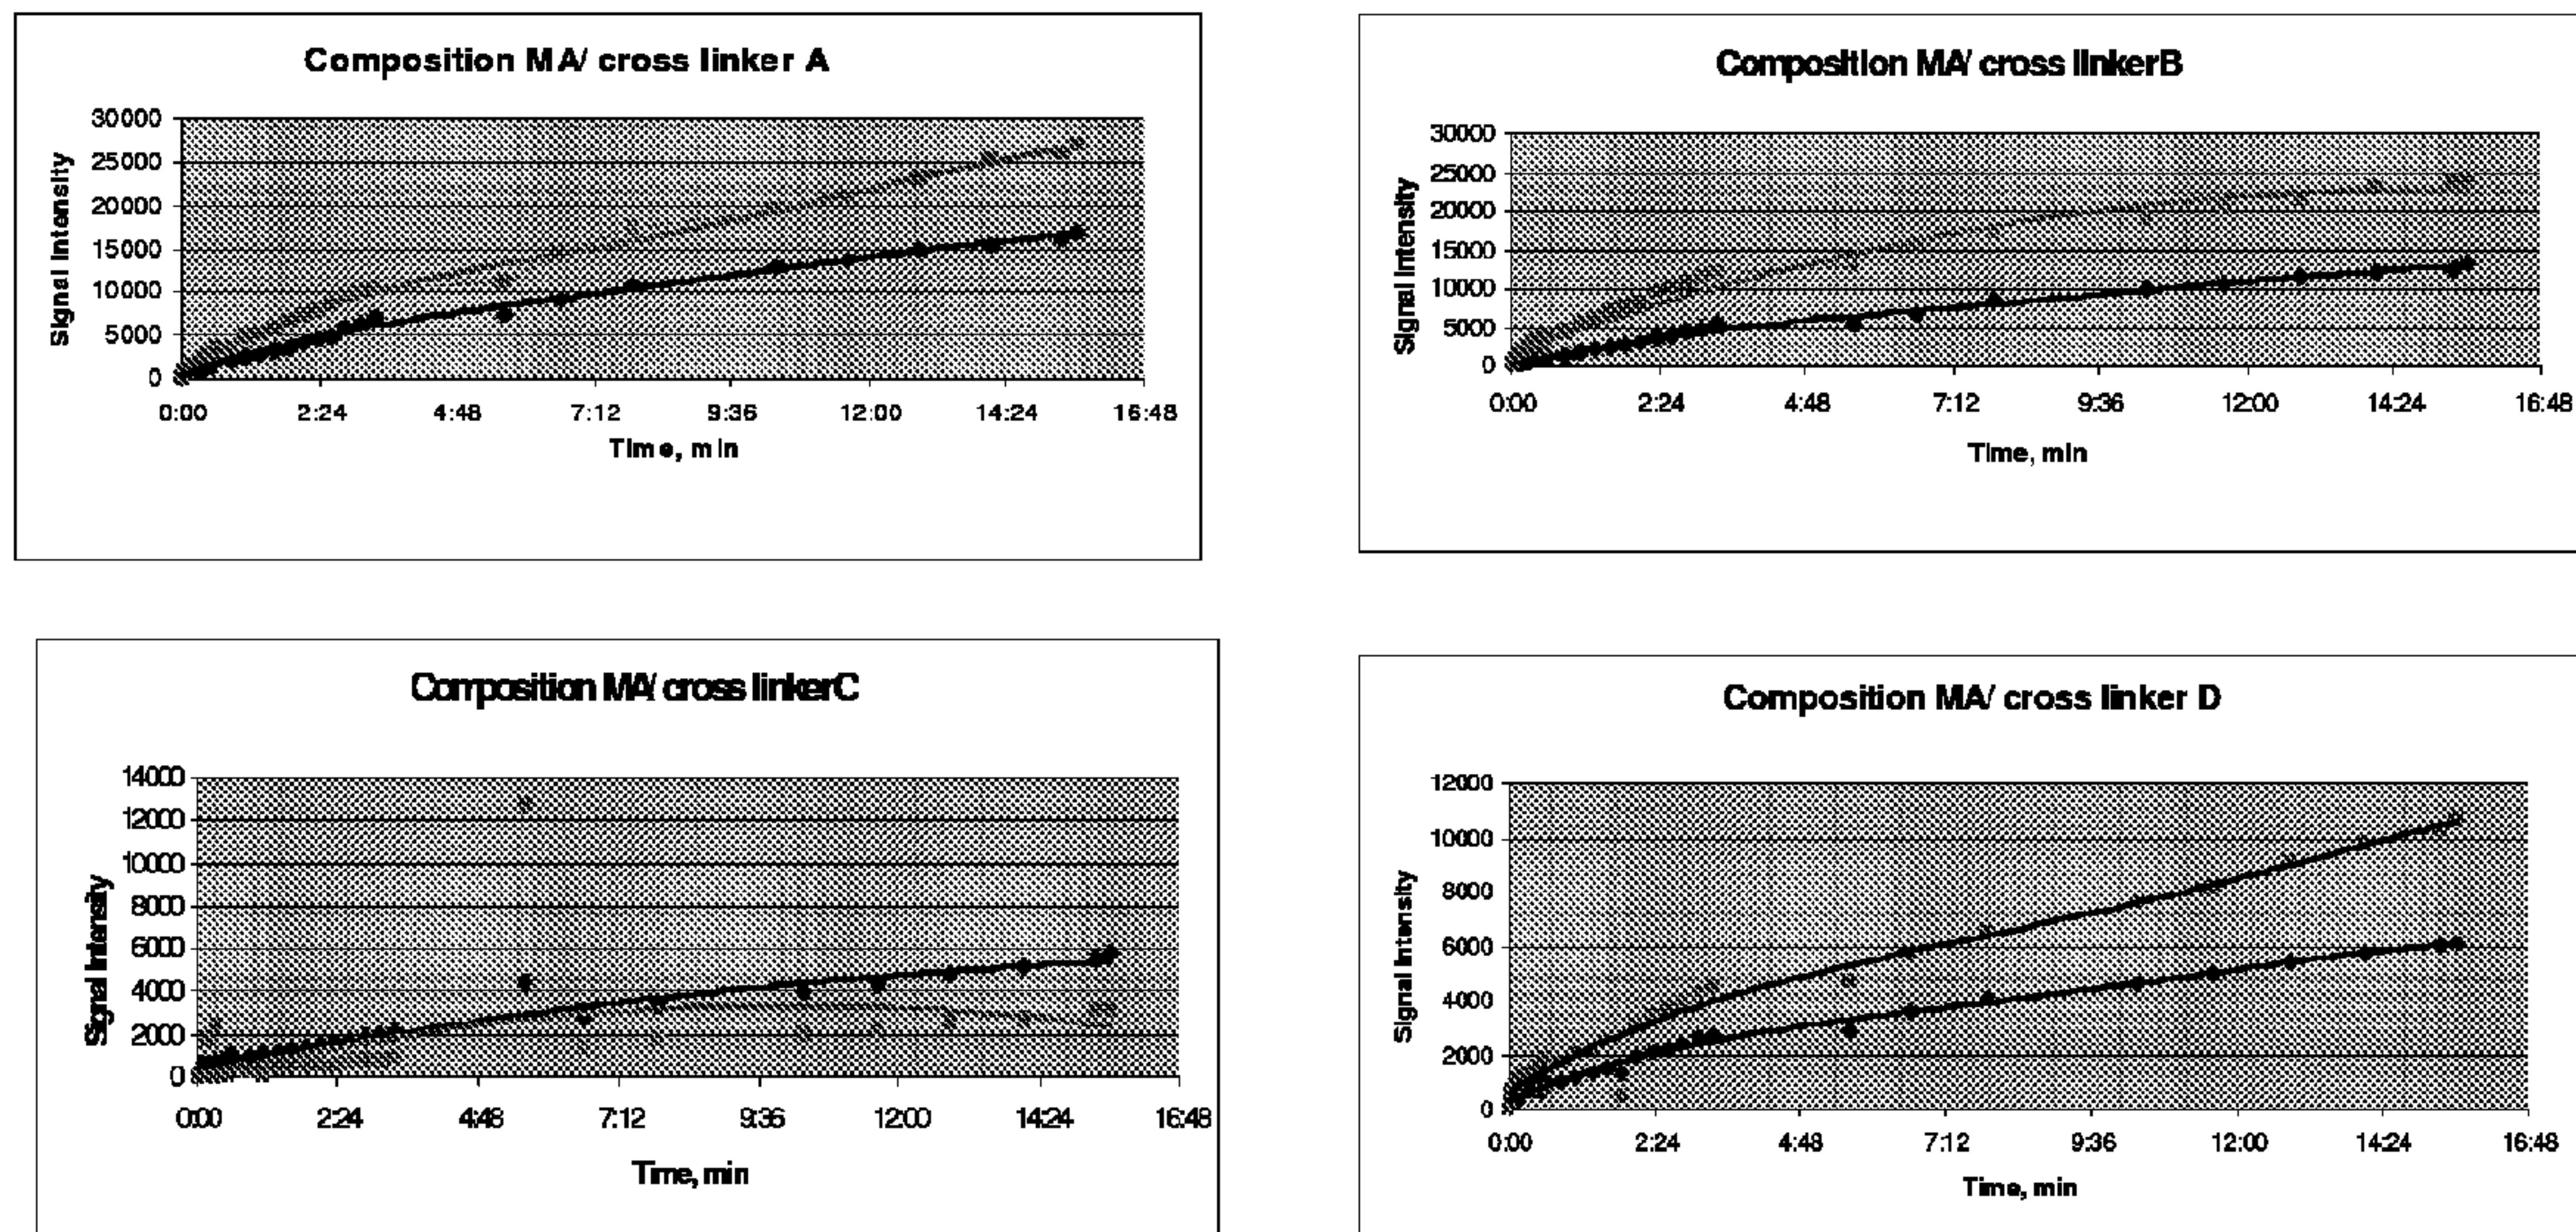 Composition MA/ cross linker A
Signal Intensity
30000
25000
20000
15000
10000
5000
0
0:00 2:24 4:48 7:12 9:36 12:00 14:24 16:48
Time, min
Composition MA/ cross linkerB
Signal Intensity
30000
25000
20000
15000
10000
5000
0
0:00 2:24 4:48 7:12 9:36 12:00 14:24 16:48
Time, min
Composition MA/ cross linkerC
Signal Intensity
14000
12000
10000
8000
6000
4000
2000
0
0:00 2:24 4:48 7:12 9:36 12:00 14:24 16:48
Time, min
Composition MA/ cross linker D
Signal Intensity
12000
10000
8000
6000
4000
2000
0
0:00 2:24 4:48 7:12 9:36 12:00 14:24 16:48
Time, min